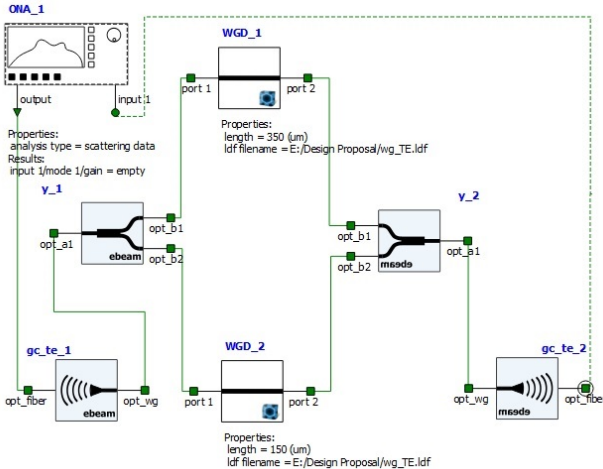 ONA_1
output
input 1
Properties:
analysis type = scattering data
Results:
input 1/mode 1/gain = empty
WGD_1
port 1
port 2
Properties:
length = 350 (um)
ldf filename = E:/Design Proposal/wg_TE.ldf
y_1
opt_a1
opt_b1
opt_b2
ebeam
y_2
opt_b1
opt_b2
opt_a1
ebeam
gc_te_1
opt_fiber
opt_wg
ebeam
WGD_2
port 1
port 2
Properties:
length = 150 (um)
ldf filename = E:/Design Proposal/wg_TE.ldf
gc_te_2
opt_wg
opt_fibe
ebeam